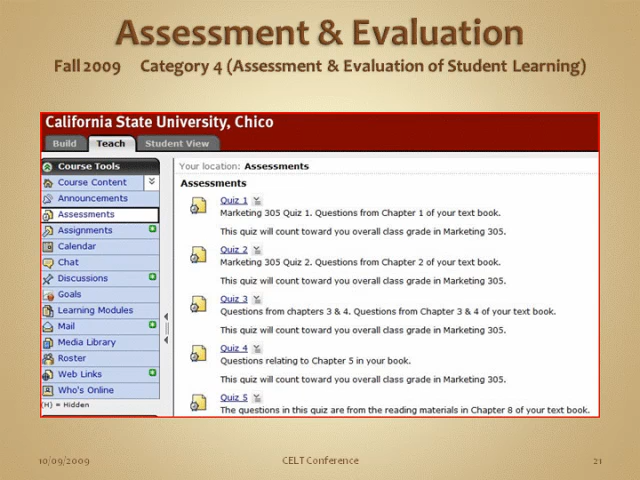 Assessment & Evaluation
Fall 2009 Category 4 (Assessment & Evaluation of Student Learning)
California State University, Chico
Build Teach Student View
Course Tools
Course Content
Announcements
Assessments
Assignments
Calendar
Chat
Discussions
Goals
Learning Modules
Mail
Media Library
Roster
Web Links
Who's Online
(H) = Hidden
Your location: Assessments
Assessments
Quiz 1
Marketing 305 Quiz 1. Questions from Chapter 1 of your text book.
This quiz will count toward you overall class grade in Marketing 305.
Quiz 2
Marketing 305 Quiz 2. Questions from Chapter 2 of your text book.
This quiz will count toward you overall class grade in Marketing 305.
Quiz 3
Questions from chapters 3 & 4. Questions from Chapter 3 & 4 of your text book.
This quiz will count toward you overall class grade in Marketing 305.
Quiz 4
Questions relating to Chapter 5 in your book.
This quiz will count toward you overall class grade in Marketing 305.
Quiz 5
The questions in this quiz are from the reading materials in Chapter 8 of your text book.
10/09/2009 CELT Conference 21